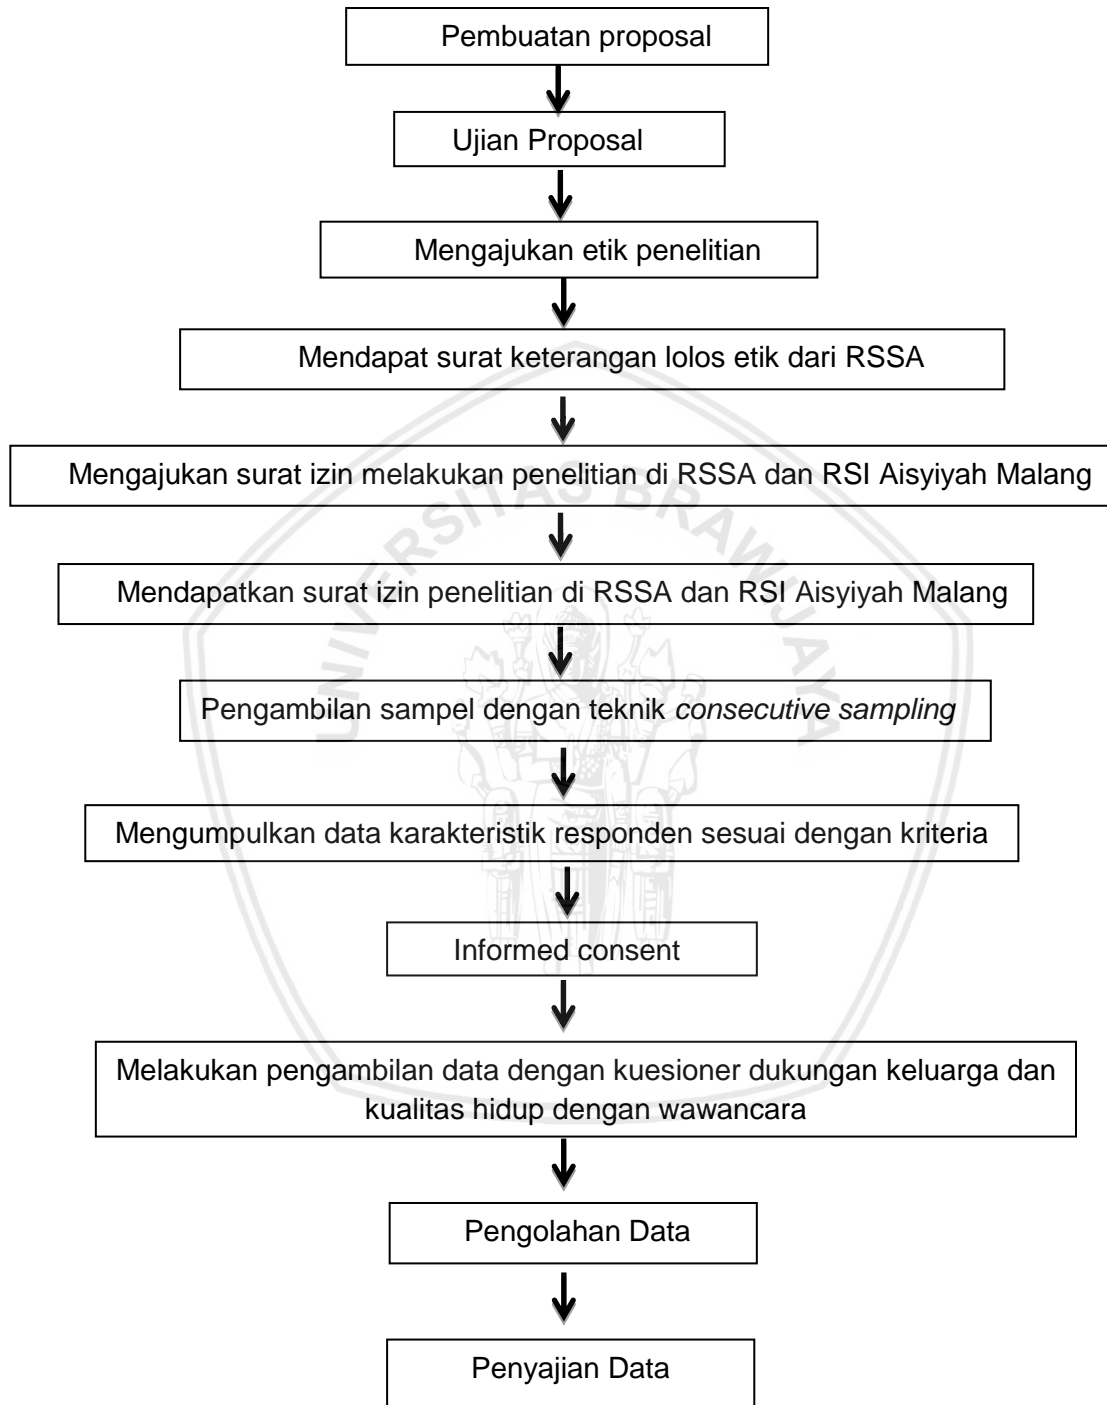 Pembuatan proposal
Ujian Proposal
Mengajukan etik penelitian
Mendapat surat keterangan lolos etik dari RSSA
Mengajukan surat izin melakukan penelitian di RSSA dan RSI Aisyiyah Malang
UNIVERSITAS BRAWIJAYA
Mendapatkan surat izin penelitian di RSSA dan RSI Aisyiyah Malang
Pengambilan sampel dengan teknik consecutive sampling
Mengumpulkan data karakteristik responden sesuai dengan kriteria
Informed consent
Melakukan pengambilan data dengan kuesioner dukungan keluarga dan
kualitas hidup dengan wawancara
Pengolahan Data
Penyajian Data